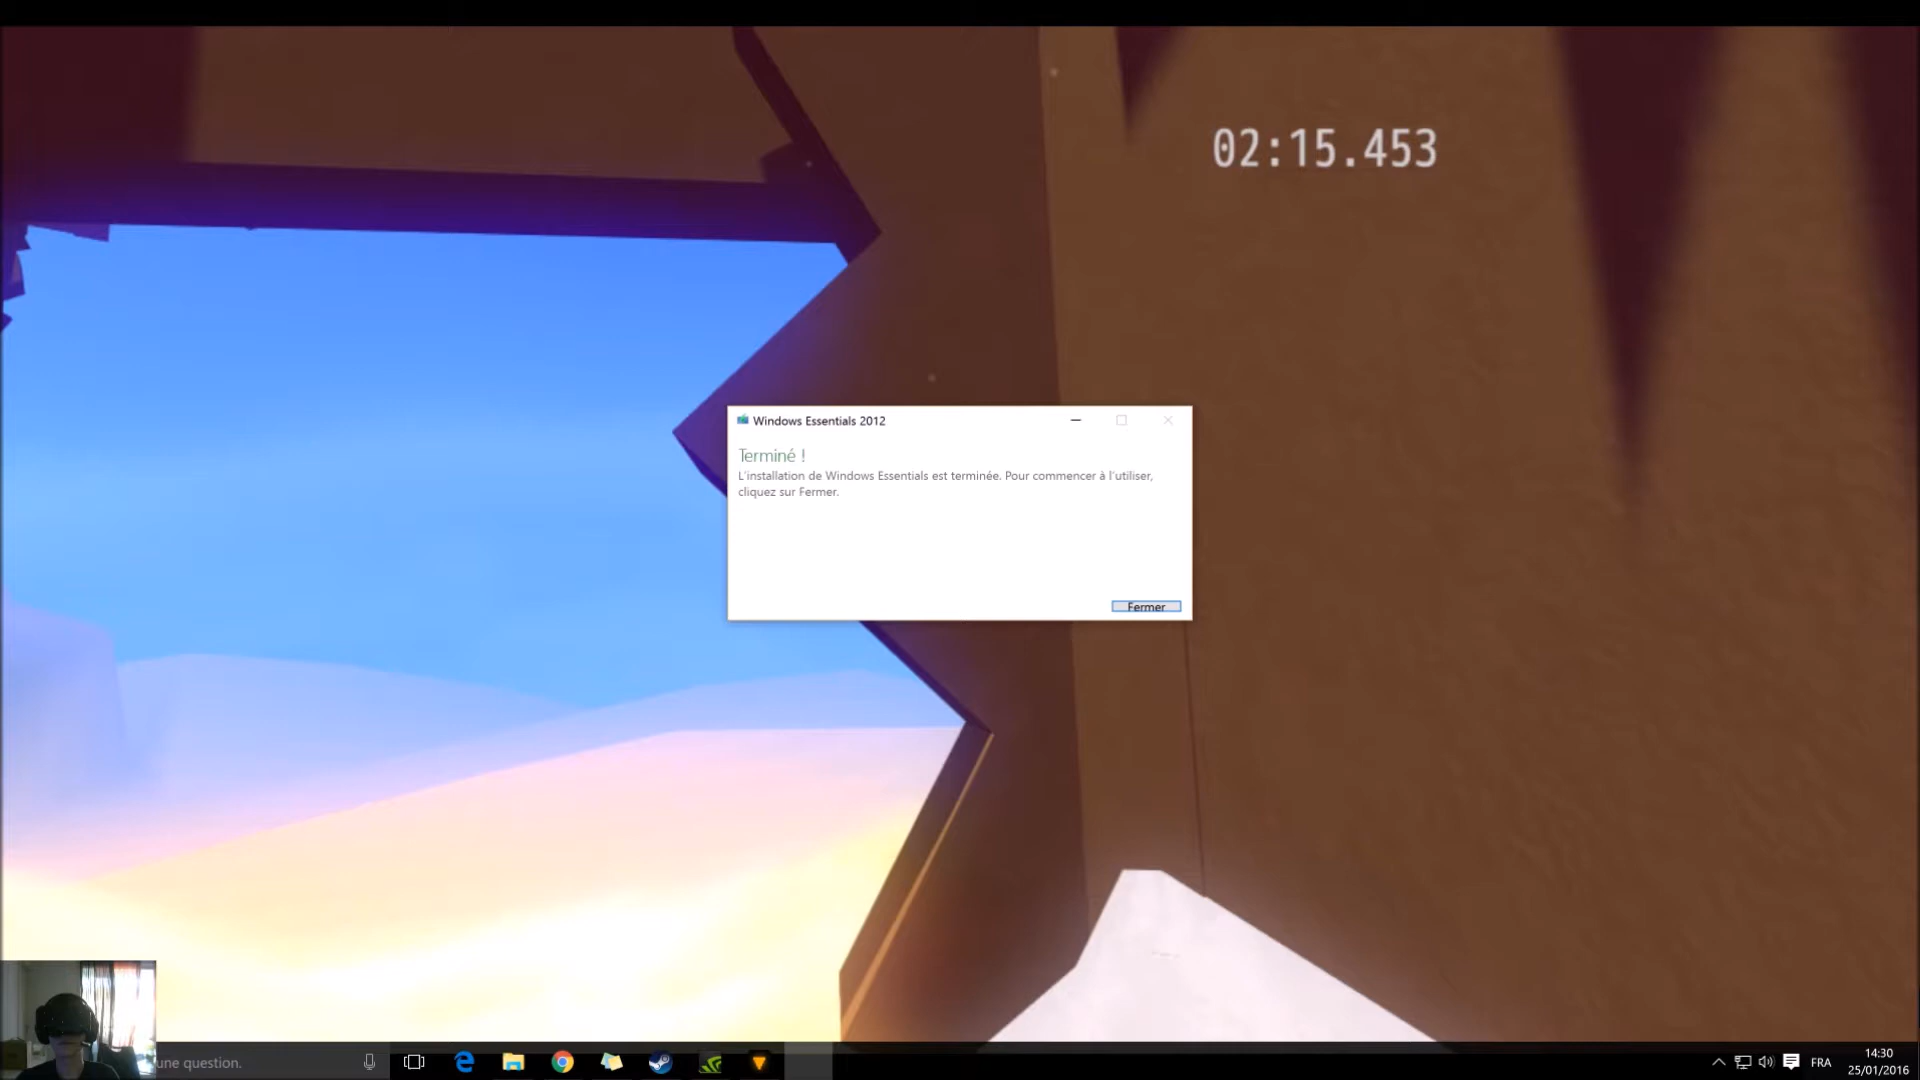 02:15.453
Windows Essentials 2012
Terminé !
L'installation de Windows Essentials est terminée. Pour commencer à l'utiliser,
cliquez sur Fermer.
Fermer
une question.
FRA
14:30
25/01/2016